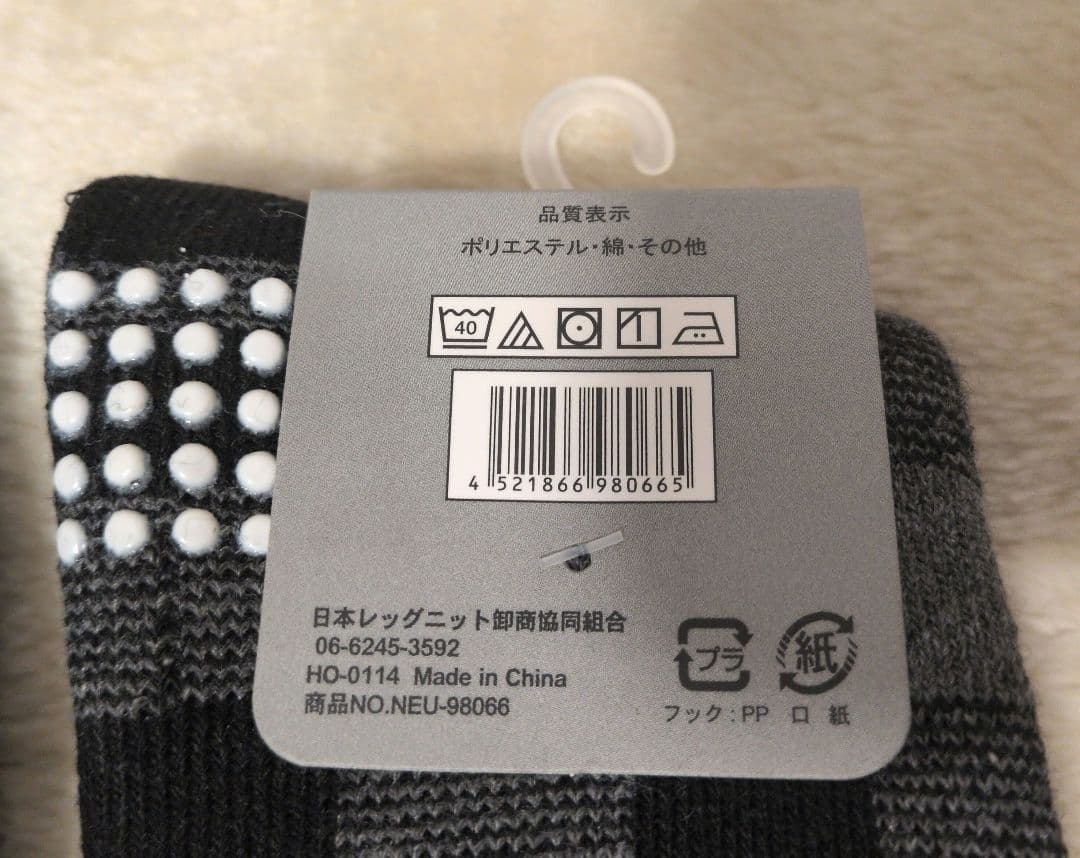 品質表示
ポリエステル・綿・その他
40
4 521866 980665
日本レッグニット卸商協同組合
06-6245-3592
HO-0114 Made in China
商品NO.NEU-98066
プラ
紙
フック：PP 口 紙